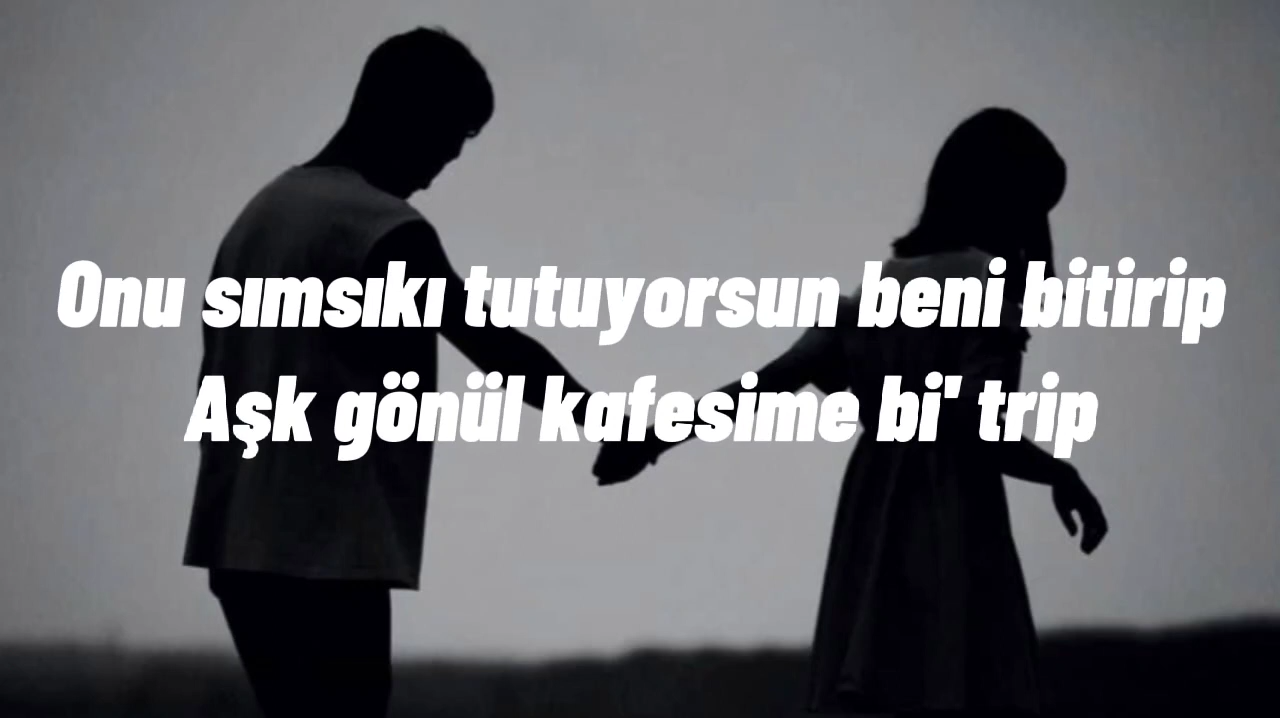 Onu sımsıkı tutuyorsun beni bitirip
Aşk gönül kafesime bi' trip